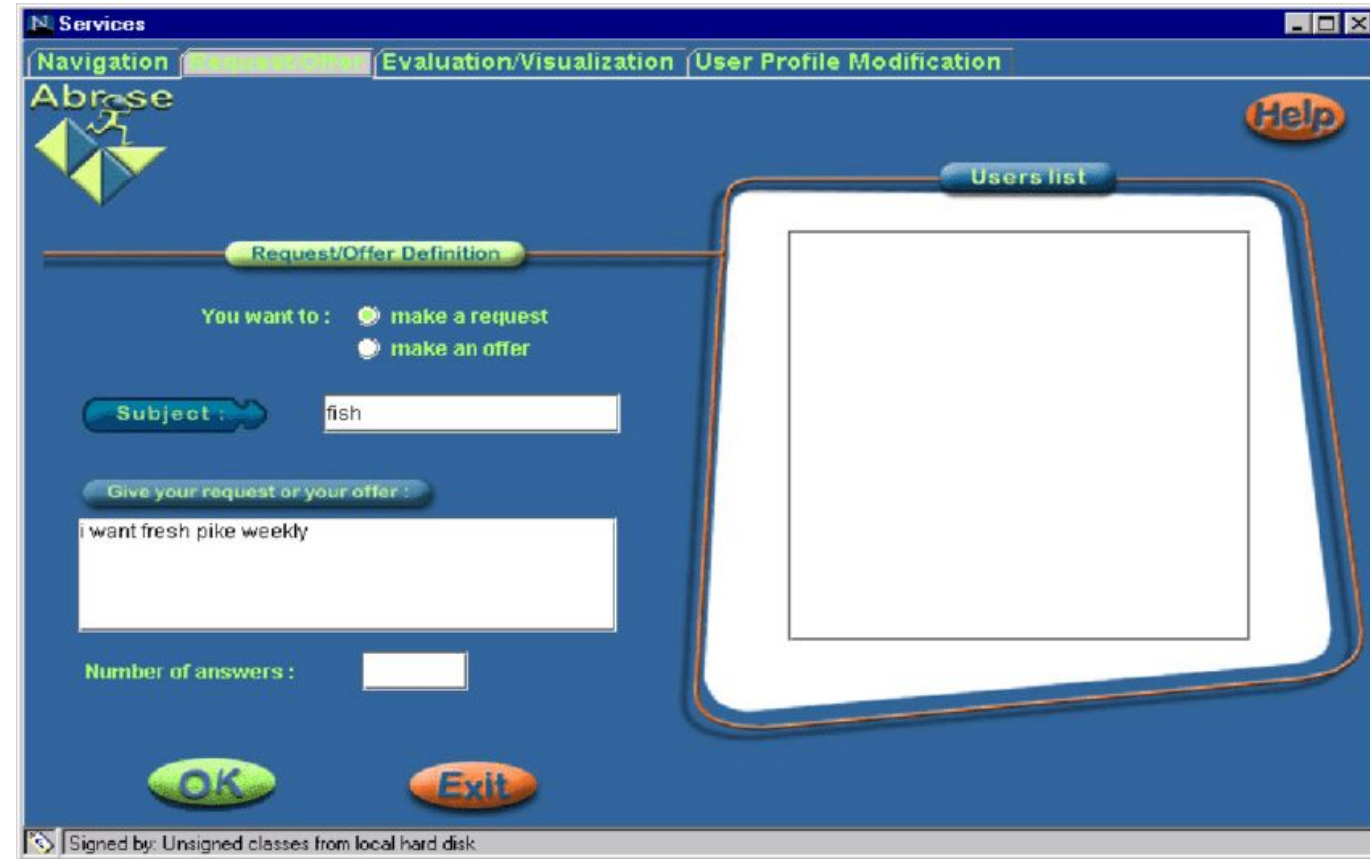 Services
Navigation Request/Offer Evaluation/Visualization User Profile Modification
Abrose
Help
Users list
Request/Offer Definition
You want to : make a request
make an offer
Subject : fish
Give your request or your offer :
i want fresh pike weekly
Number of answers :
OK Exit
Signed by: Unsigned classes from local hard disk